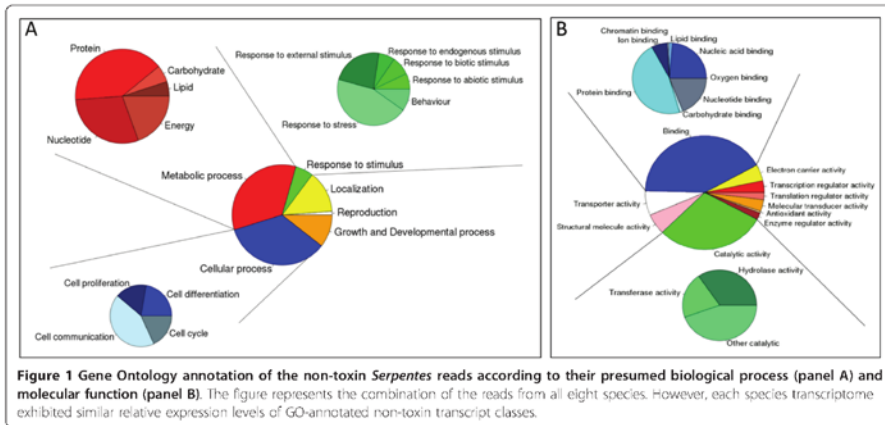 A
Protein
Carbohydrate
Lipid
Energy
Nucleotide
Response to external stimulus
Response to endogenous stimulus
Response to biotic stimulus
Response to abiotic stimulus
Behaviour
Response to stress
Metabolic process
Response to stimulus
Localization
Reproduction
Growth and Developmental process
Cellular process
Cell proliferation
Cell differentiation
Cell communication
Cell cycle
B
Chromatin binding
Lipid binding
Ion binding
Nucleic acid binding
Oxygen binding
Protein binding
Nucleotide binding
Carbohydrate binding
Binding
Electron carrier activity
Transcription regulator activity
Transporter activity
Translation regulator activity
Molecular transducer activity
Antioxidant activity
Structural molecule activity
Enzyme regulator activity
Catalytic activity
Hydrolase activity
Transferase activity
Other catalytic
Figure 1 Gene Ontology annotation of the non-toxin Serpentes reads according to their presumed biological process (panel A) and
molecular function (panel B). The figure represents the combination of the reads from all eight species. However, each species transcriptome
exhibited similar relative expression levels of GO-annotated non-toxin transcript classes.